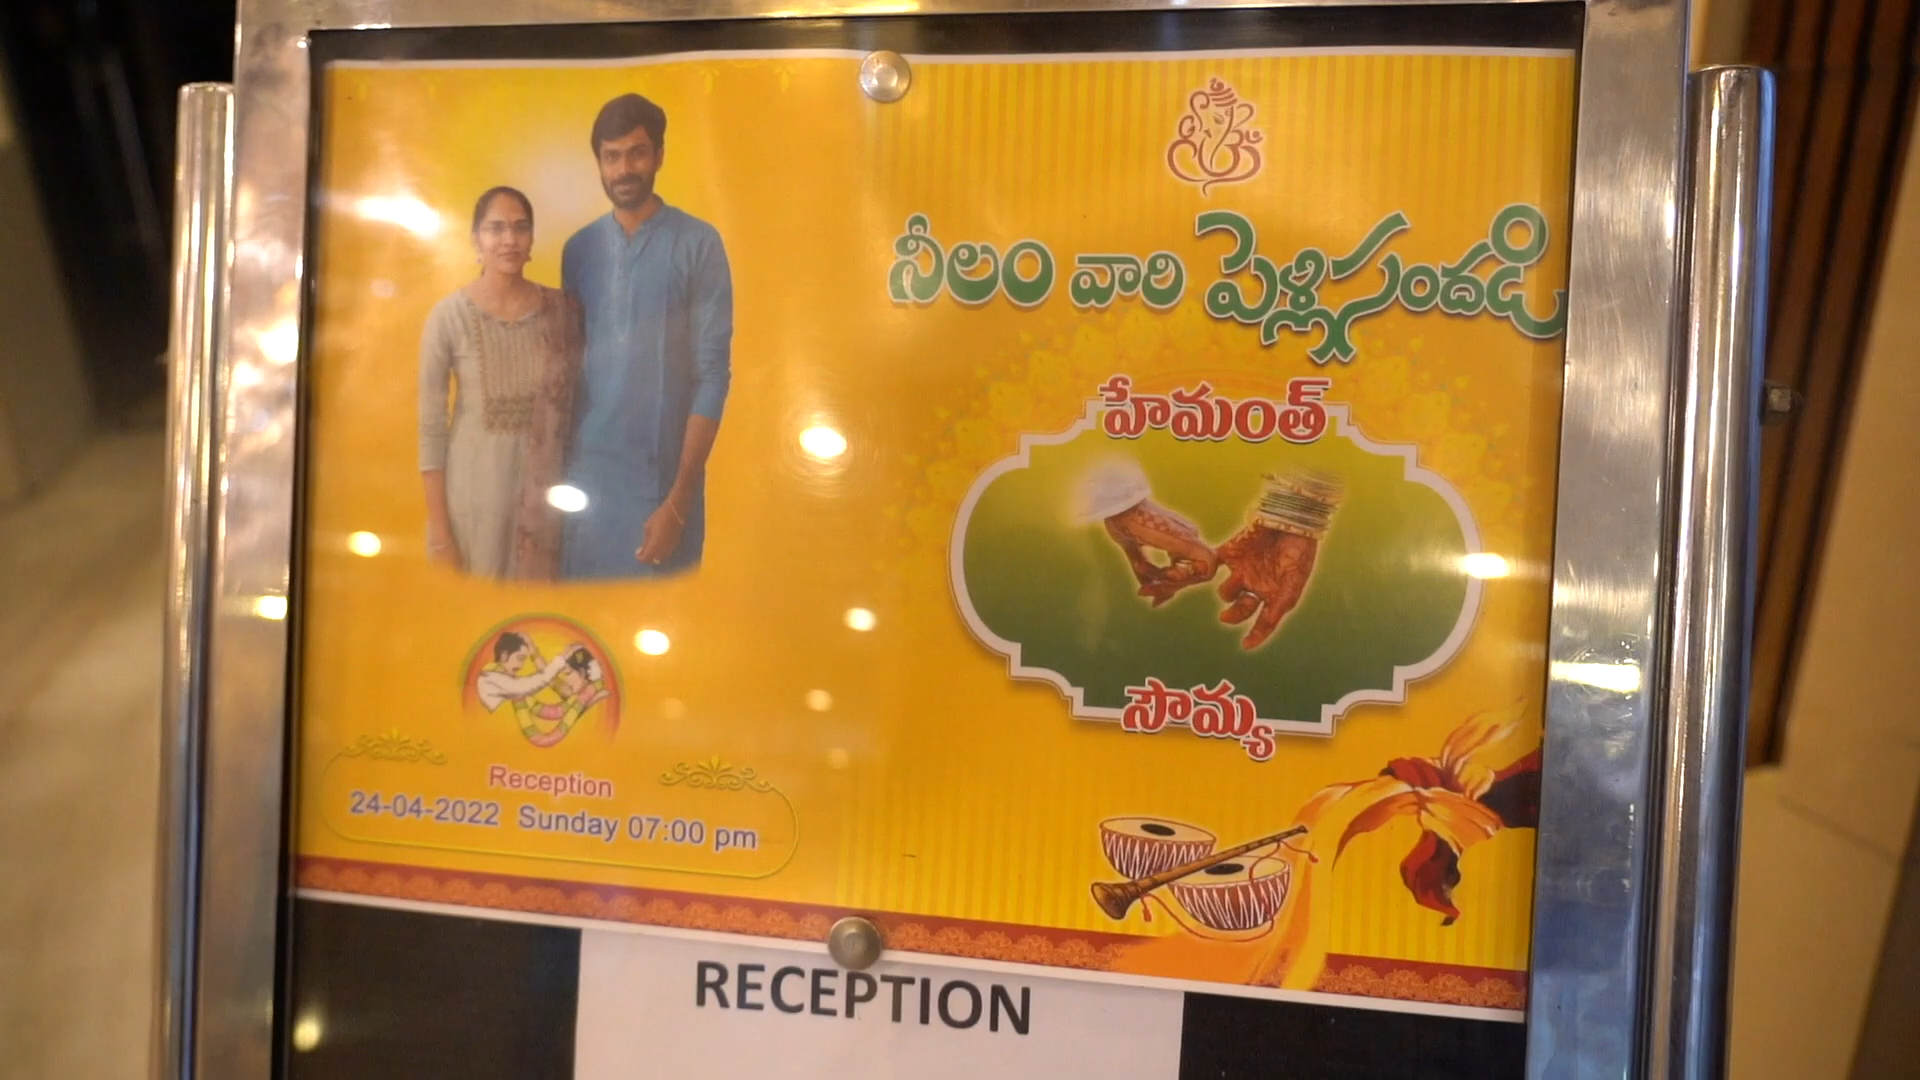 నీలం వారి పెళ్లిసందడి
హేమంత్
సౌమ్య
Reception
24-04-2022 Sunday 07:00 pm
RECEPTION